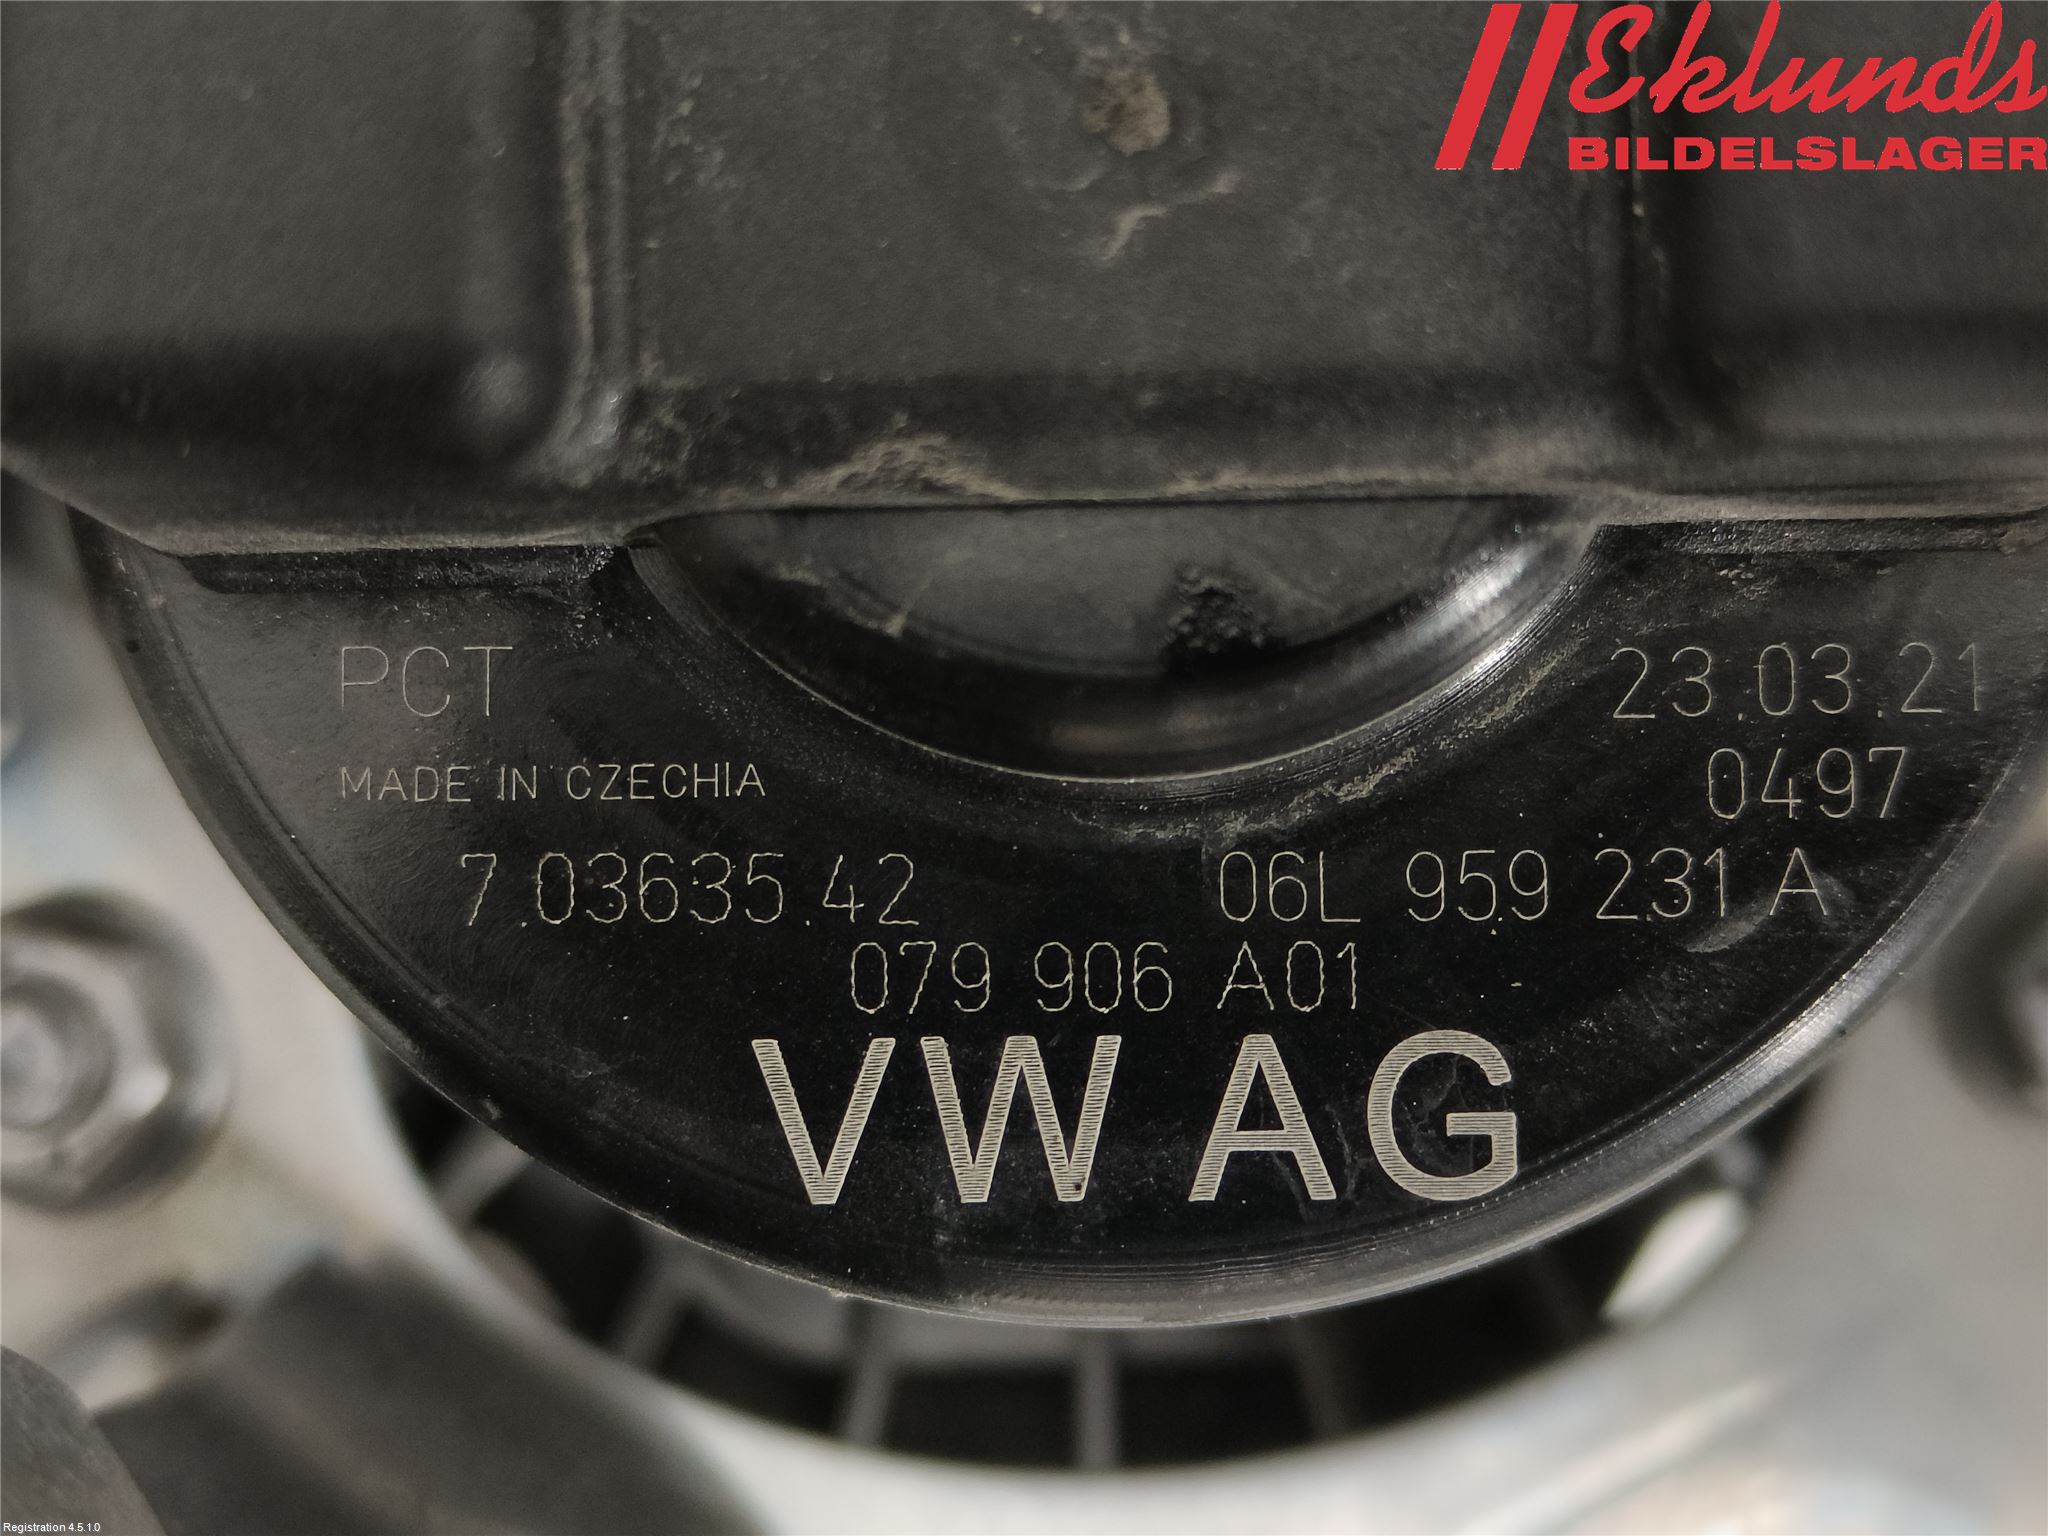 Eklunds
BILDELSLAGER
PCT
23.03.21
MADE IN CZECHIA
0497
7.03635.42
06L 959 231 A
079 906 A01
VW AG
Registration 4.5.1.0